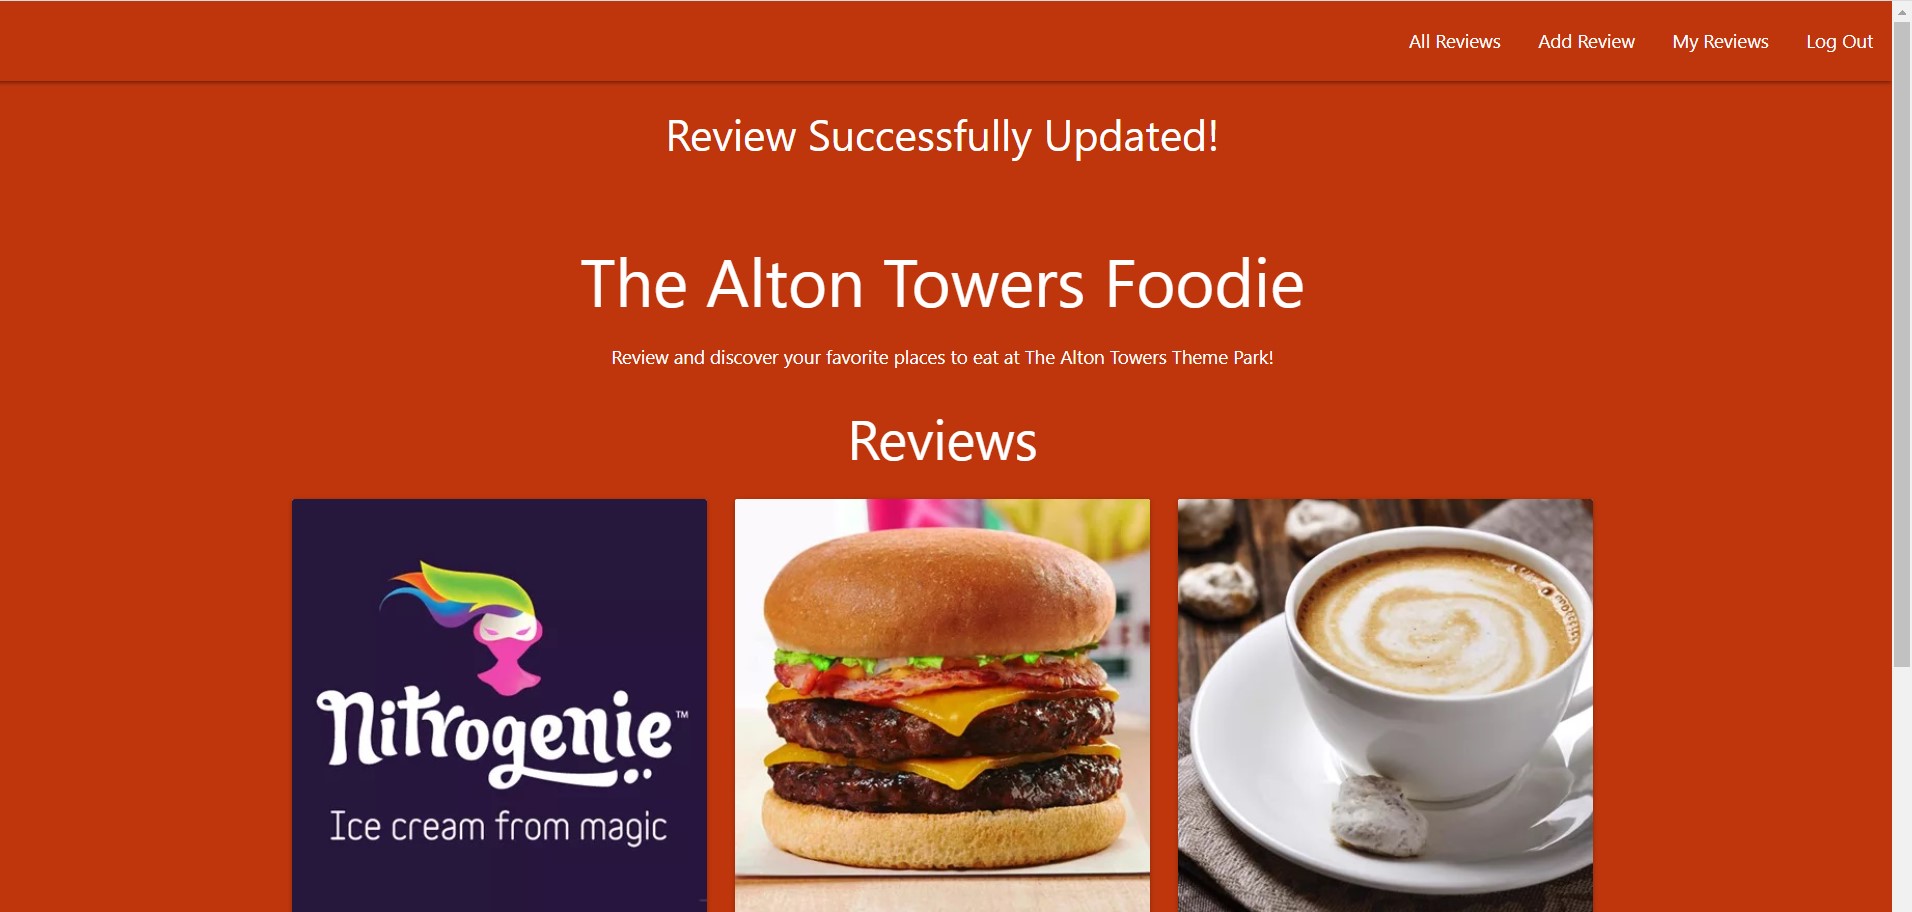 All Reviews Add Review My Reviews Log Out
Review Successfully Updated!
The Alton Towers Foodie
Review and discover your favorite places to eat at The Alton Towers Theme Park!
Reviews
Nitrogenie™
Ice cream from magic